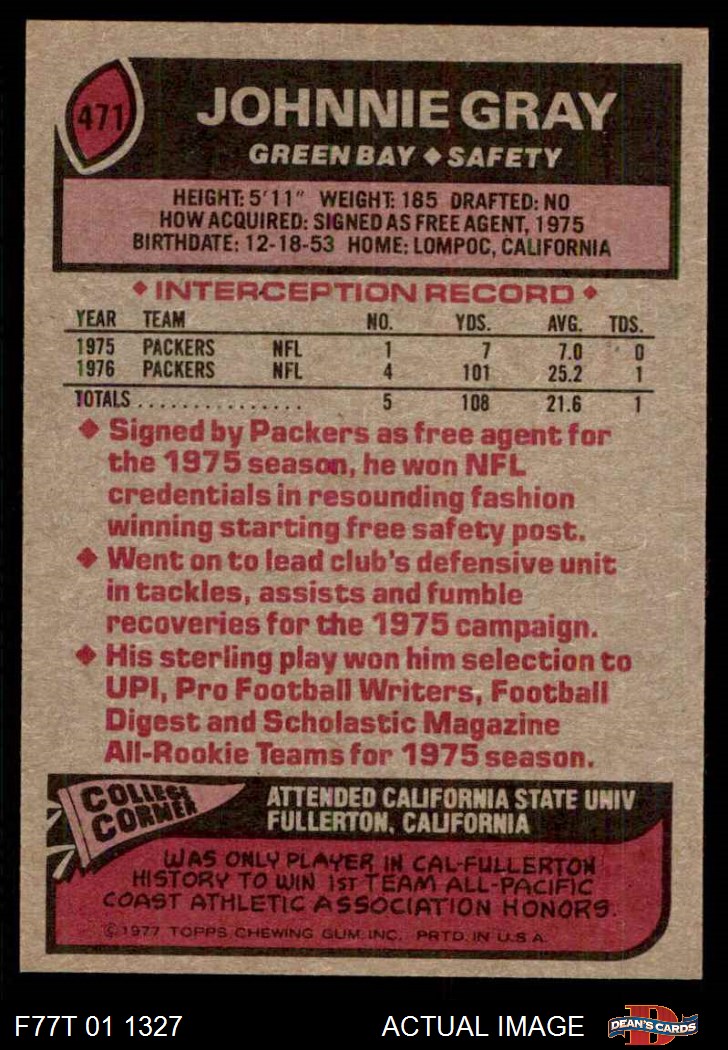 471
JOHNNIE GRAY
GREEN BAY ◆ SAFETY
HEIGHT: 5'11" WEIGHT: 185 DRAFTED: NO
HOW ACQUIRED: SIGNED AS FREE AGENT, 1975
BIRTHDATE: 12-18-53 HOME: LOMPOC, CALIFORNIA
◆ INTERCEPTION RECORD ◆
YEAR TEAM NO. YDS. AVG. TDS.
1975 PACKERS NFL 1 7 7.0 0
1976 PACKERS NFL 4 101 25.2 1
TOTALS ................ 5 108 21.6 1
◆ Signed by Packers as free agent for
the 1975 season, he won NFL
credentials in resounding fashion
winning starting free safety post.
◆ Went on to lead club's defensive unit
in tackles, assists and fumble
recoveries for the 1975 campaign.
◆ His sterling play won him selection to
UPI, Pro Football Writers, Football
Digest and Scholastic Magazine
All-Rookie Teams for 1975 season.
COLLEGE
CORNER
ATTENDED CALIFORNIA STATE UNIV
FULLERTON, CALIFORNIA
WAS ONLY PLAYER IN CAL-FULLERTON
HISTORY TO WIN 1ST TEAM ALL-PACIFIC
COAST ATHLETIC ASSOCIATION HONORS.
©1977 TOPPS CHEWING GUM, INC. PRTD. IN U.S.A.
F77T 01 1327 ACTUAL IMAGE
D
DEAN'S CARDS